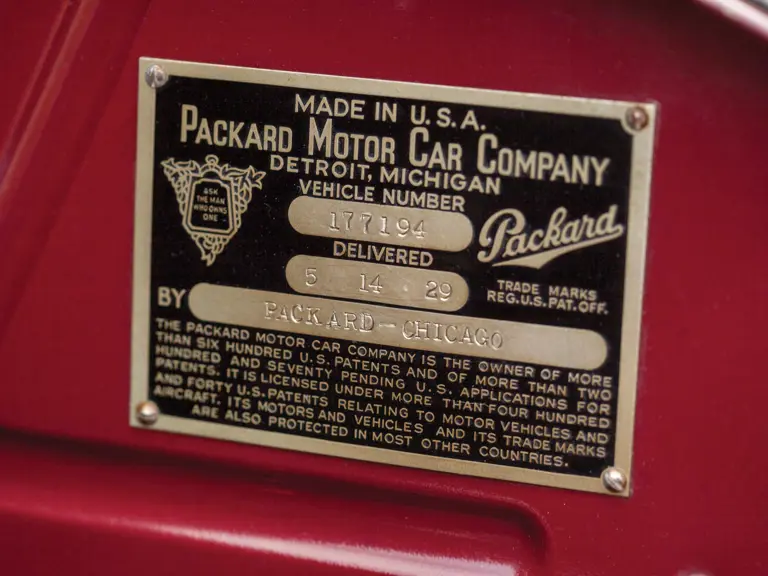 MADE IN U.S.A.
PACKARD MOTOR CAR COMPANY
DETROIT, MICHIGAN
VEHICLE NUMBER
177194
ASK
THE MAN
WHO OWNS
ONE
Packard
DELIVERED
5 14 29
TRADE MARKS
REG.U.S.PAT.OFF.
BY PACKARD-CHICAGO
THE PACKARD MOTOR CAR COMPANY IS THE OWNER OF MORE
THAN SIX HUNDRED U.S. PATENTS AND OF MORE THAN TWO
HUNDRED AND SEVENTY PENDING U.S. APPLICATIONS FOR
PATENTS. IT IS LICENSED UNDER MORE THAN FOUR HUNDRED
AND FORTY U.S. PATENTS RELATING TO MOTOR VEHICLES AND
AIRCRAFT. ITS MOTORS AND VEHICLES AND ITS TRADE MARKS
ARE ALSO PROTECTED IN MOST OTHER COUNTRIES.